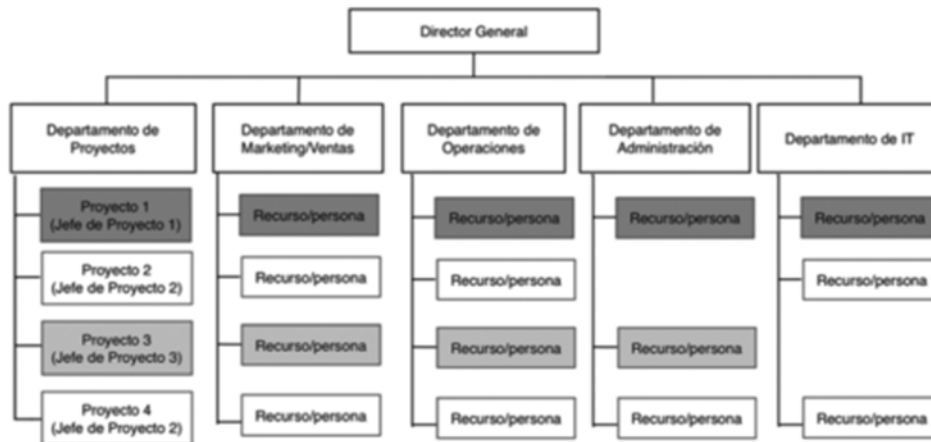 Director General
Departamento de
Proyectos
Departamento de
Marketing/Ventas
Departamento de
Operaciones
Departamento de
Administración
Departamento de IT
Proyecto 1
(Jefe de Proyecto 1)
Recurso/persona
Recurso/persona
Recurso/persona
Recurso/persona
Proyecto 2
(Jefe de Proyecto 2)
Recurso/persona
Recurso/persona
Recurso/persona
Proyecto 3
(Jefe de Proyecto 3)
Recurso/persona
Recurso/persona
Recurso/persona
Proyecto 4
(Jefe de Proyecto 2)
Recurso/persona
Recurso/persona
Recurso/persona
Recurso/persona